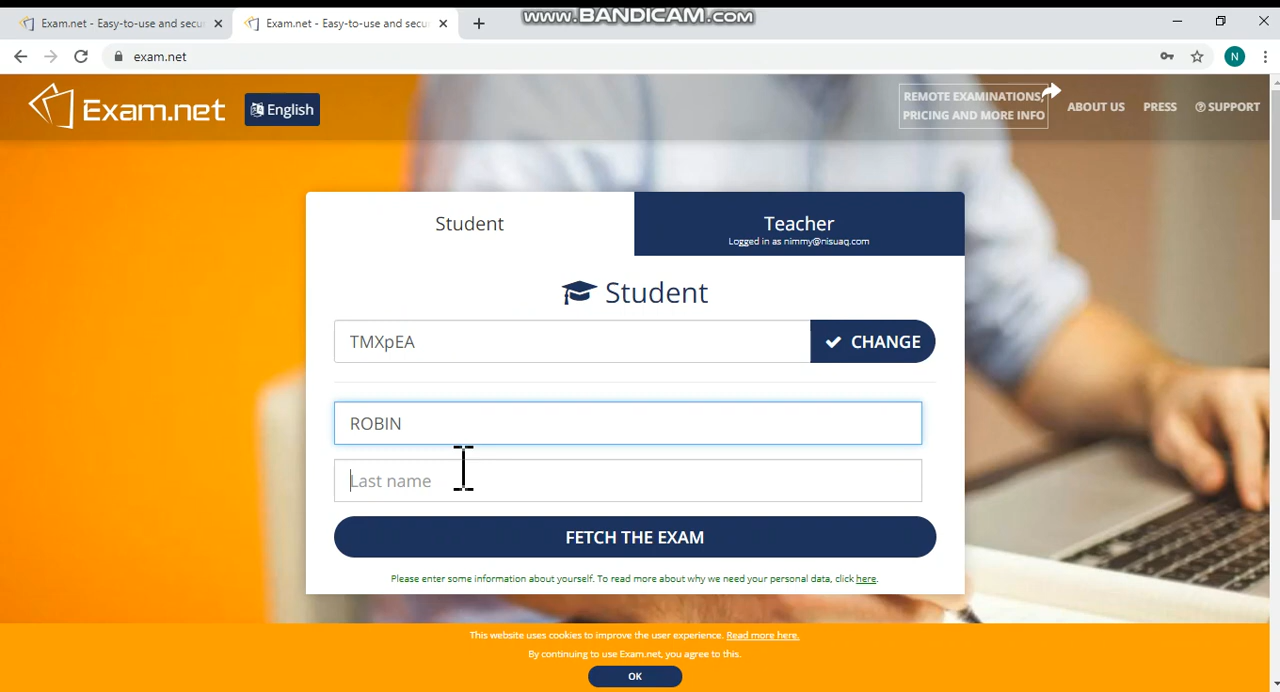 www.BANDICAM.com
Exam.net - Easy-to-use and secu
Exam.net - Easy-to-use and secu
exam.net
N
Exam.net
English
REMOTE EXAMINATIONS,
PRICING AND MORE INFO
ABOUT US
PRESS
SUPPORT
Student
Teacher
Logged in as nimmy@nisuaq.com
Student
TMXpEA
CHANGE
ROBIN
Last name
FETCH THE EXAM
Please enter some information about yourself. To read more about why we need your personal data, click here.
This website uses cookies to improve the user experience. Read more here.
By continuing to use Exam.net, you agree to this.
OK